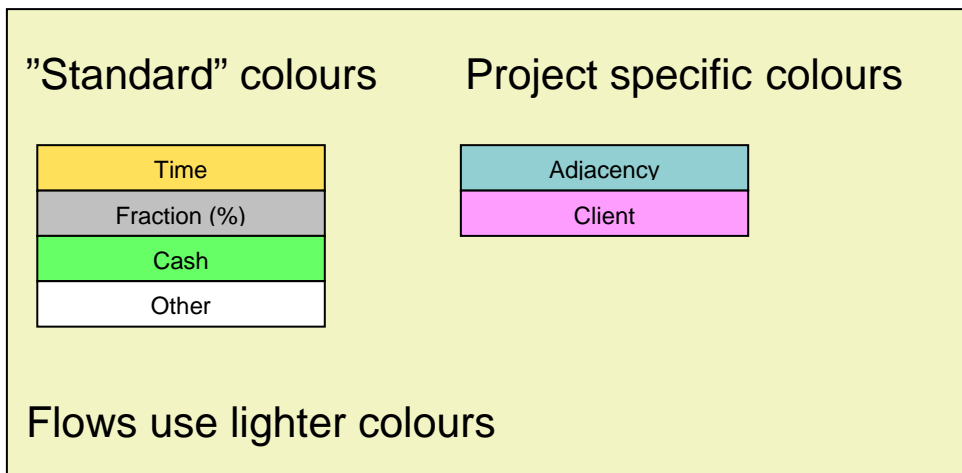 ”Standard” colours
Project specific colours
Time
Fraction (%)
Cash
Other
Adjacency
Client
Flows use lighter colours